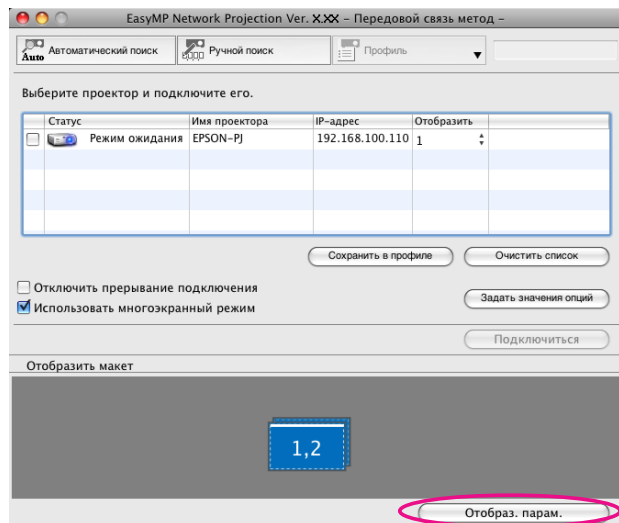 EasyMP Network Projection Ver. X.XX – Передовой связь метод –
Auto Автоматический поиск Ручной поиск Профиль
Выберите проектор и подключите его.
Статус Имя проектора IP-адрес Отобразить
Режим ожидания EPSON-PJ 192.168.100.110 1
Сохранить в профиле Очистить список
Отключить прерывание подключения
Задать значения опций
Использовать многоэкранный режим
Подключиться
Отобразить макет
1,2
Отобраз. парам.